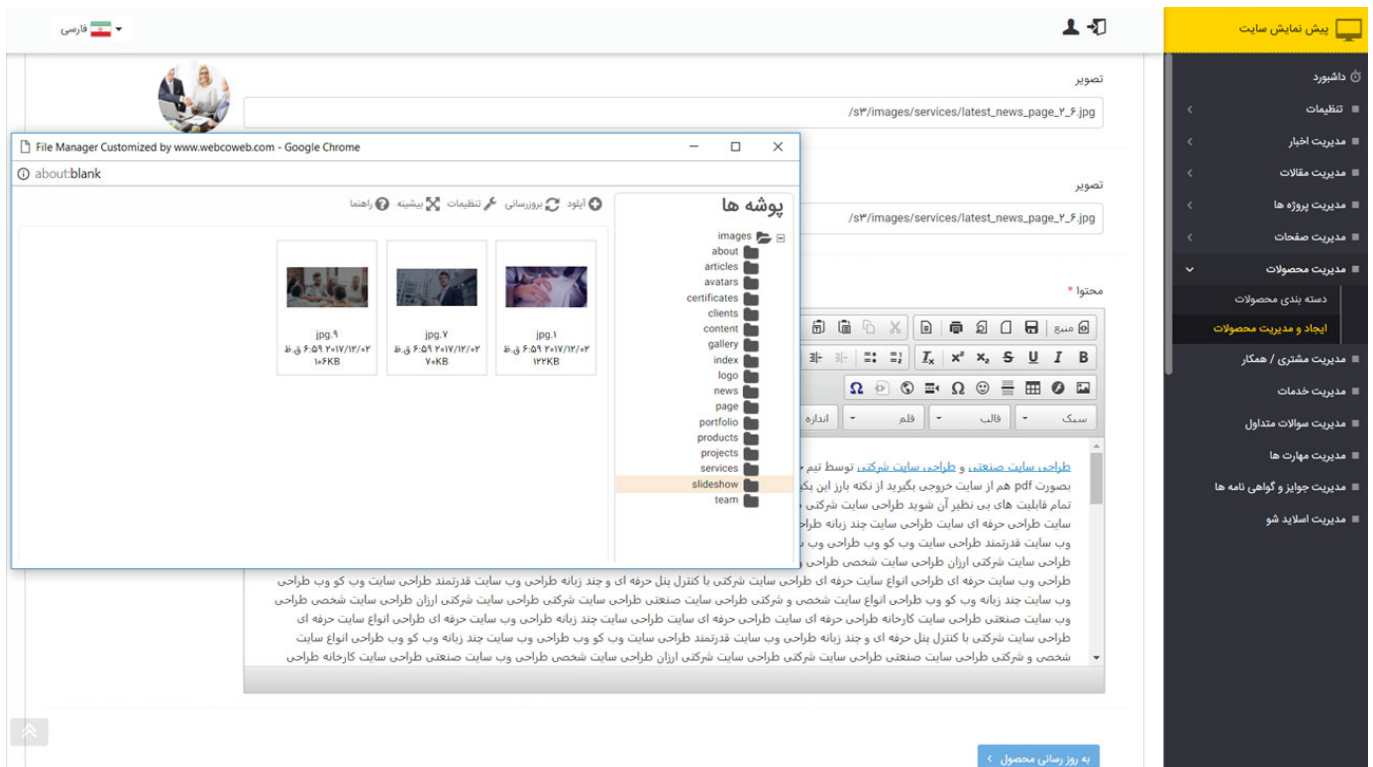 پیش نمایش سایت
فارسی
داشبورد
تنظیمات
مدیریت اخبار
مدیریت مقالات
مدیریت پروژه ها
مدیریت صفحات
مدیریت محصولات
دسته بندی محصولات
ایجاد و مدیریت محصولات
مدیریت مشتری / همکار
مدیریت خدمات
مدیریت سوالات متداول
مدیریت مهارت ها
مدیریت جوایز و گواهی نامه ها
مدیریت اسلاید شو
تصویر
/s۳/images/services/latest_news_page_۲_۶.jpg
تصویر
/s۳/images/services/latest_news_page_۲_۶.jpg
محتوا *
منبع
B I U S x₂ x² Tx
Ω Ω
سبک قالب قلم اندازه
File Manager Customized by www.webcoweb.com - Google Chrome
about:blank
آپلود بروزرسانی تنظیمات بیشینه راهنما
پوشه ها
images
about
articles
avatars
certificates
clients
content
gallery
index
logo
news
page
portfolio
products
projects
services
slideshow
team
jpg.۱
۲۰۱۷/۱۲/۰۲ ۶:۵۹ ق.ظ
۱۲۲KB
jpg.۷
۲۰۱۷/۱۲/۰۲ ۶:۵۹ ق.ظ
۷۰KB
jpg.۹
۲۰۱۷/۱۲/۰۲ ۶:۵۹ ق.ظ
۱۰۶KB
طراحی سایت صنعتی و طراحی سایت شرکتی توسط تیم
بصورت pdf هم از سایت خروجی بگیرید از نکته بارز این
تمام قابلیت های بی نظیر آن شوید طراحی سایت شرکتی
سایت طراحی حرفه ای سایت طراحی سایت چند زبانه
وب سایت قدرتمند طراحی سایت وب کو وب طراحی وب
طراحی سایت شرکتی ارزان طراحی سایت شخصی طراحی
طراحی وب سایت حرفه ای طراحی انواع سایت حرفه ای طراحی سایت شرکتی با کنترل پنل حرفه ای و چند زبانه طراحی وب سایت قدرتمند طراحی سایت وب کو وب طراحی
وب سایت چند زبانه وب کو وب طراحی انواع سایت شخصی و شرکتی طراحی سایت صنعتی طراحی سایت شرکتی طراحی سایت شرکتی ارزان طراحی سایت شخصی طراحی
وب سایت صنعتی طراحی سایت کارخانه طراحی حرفه ای سایت طراحی حرفه ای سایت طراحی سایت چند زبانه طراحی وب سایت حرفه ای طراحی انواع سایت حرفه ای
طراحی سایت شرکتی با کنترل پنل حرفه ای و چند زبانه طراحی وب سایت قدرتمند طراحی سایت وب کو وب طراحی وب سایت چند زبانه وب کو وب طراحی انواع سایت
شخصی و شرکتی طراحی سایت صنعتی طراحی سایت شرکتی طراحی سایت شرکتی ارزان طراحی سایت شخصی طراحی وب سایت صنعتی طراحی سایت کارخانه طراحی
به روز رسانی محصول